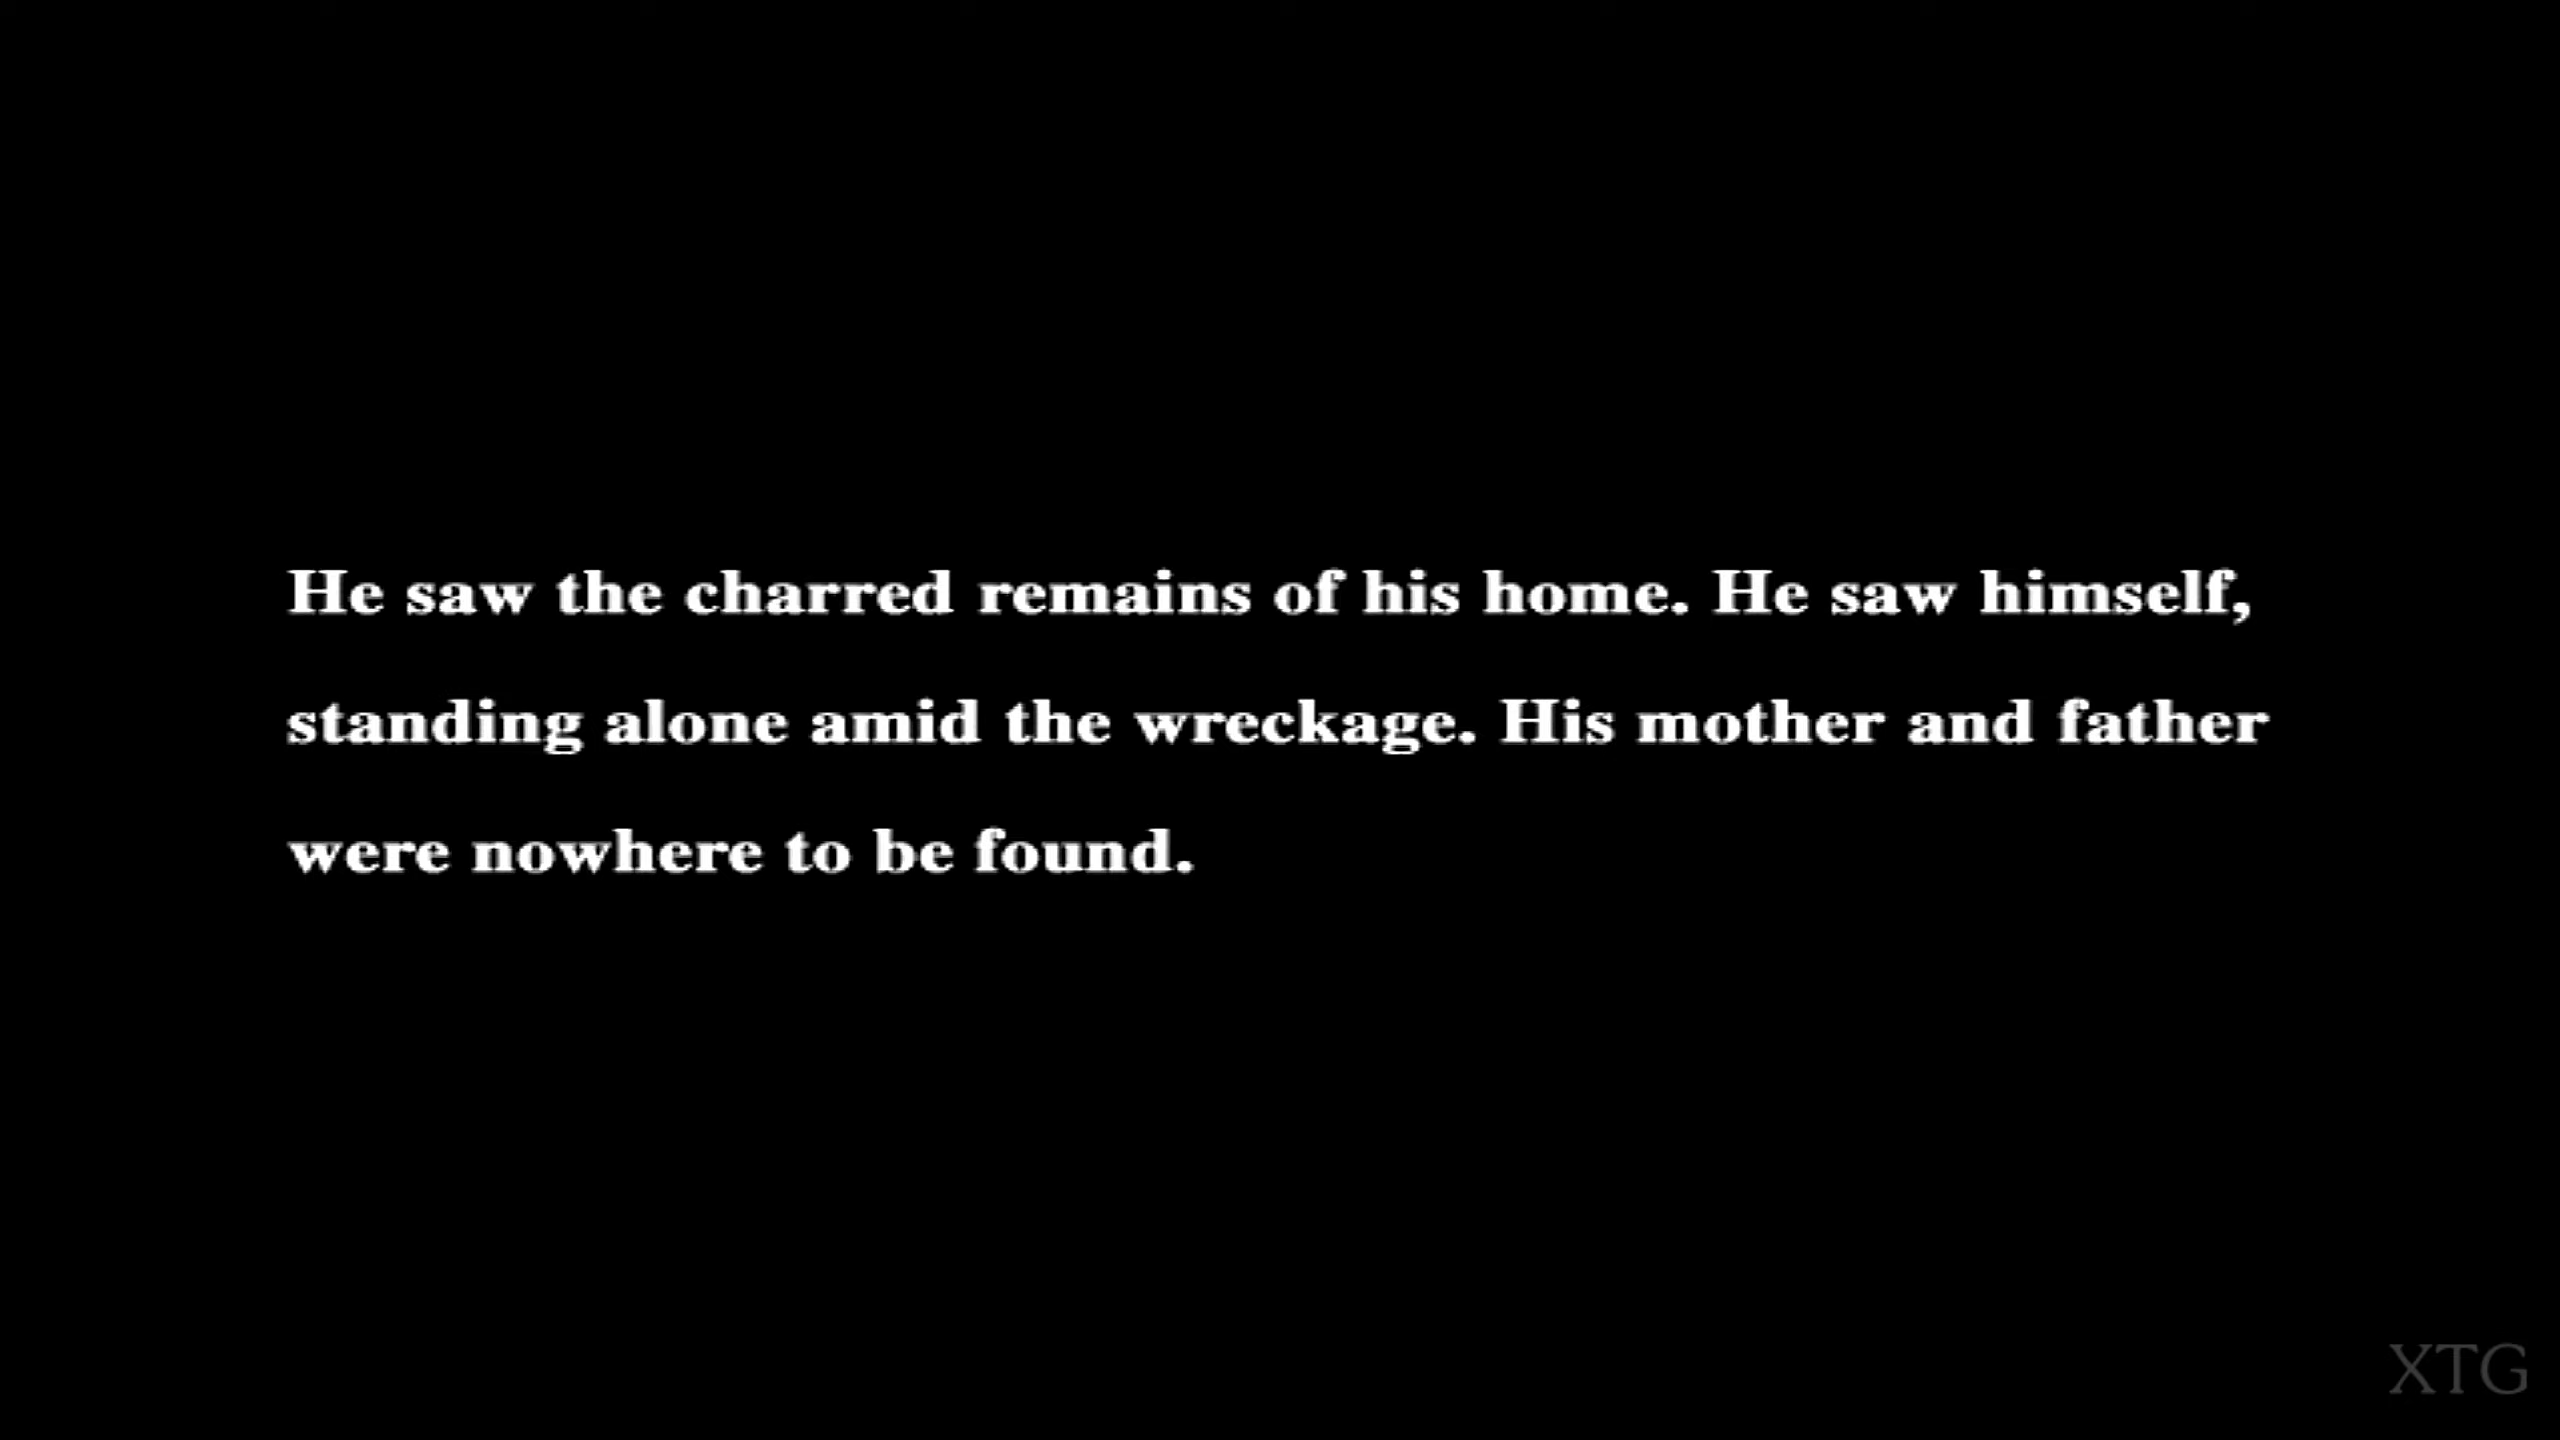 He saw the charred remains of his home. He saw himself,
standing alone amid the wreckage. His mother and father
were nowhere to be found.
XTG